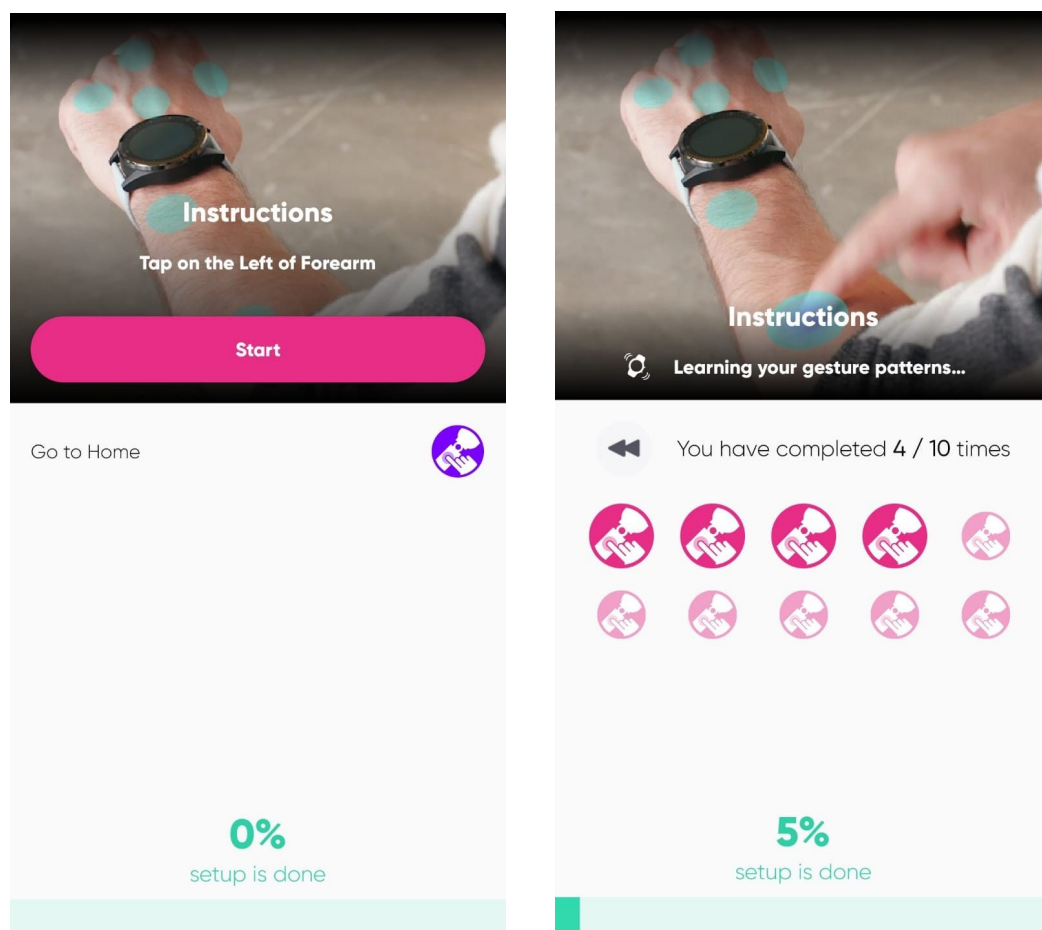 Instructions
Tap on the Left of Forearm
Start
Go to Home
0%
setup is done
Instructions
Learning your gesture patterns...
You have completed 4 / 10 times
5%
setup is done